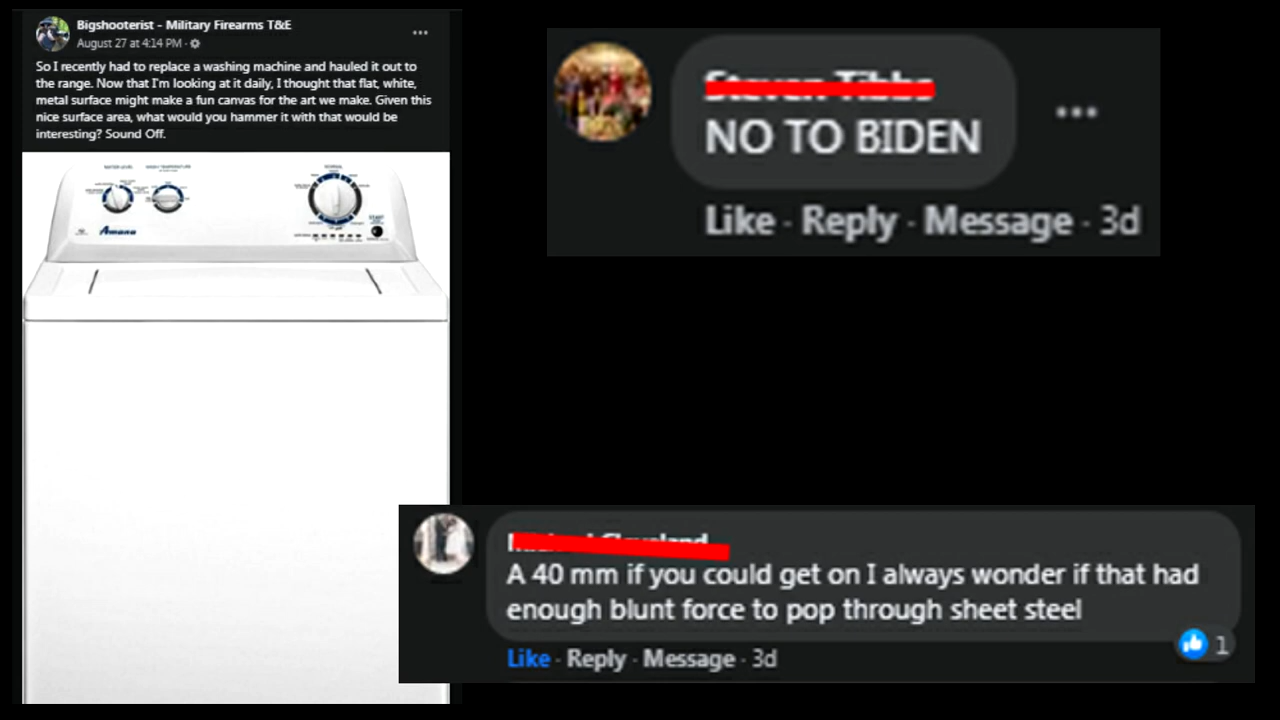 Bigshooterist - Military Firearms T&E
August 27 at 4:14 PM ·
So I recently had to replace a washing machine and hauled it out to
the range. Now that I'm looking at it daily, I thought that flat, white,
metal surface might make a fun canvas for the art we make. Given this
nice surface area, what would you hammer it with that would be
interesting? Sound Off.
Amana
NO TO BIDEN
Like · Reply · Message · 3d
A 40 mm if you could get on I always wonder if that had
enough blunt force to pop through sheet steel
1
Like · Reply · Message · 3d